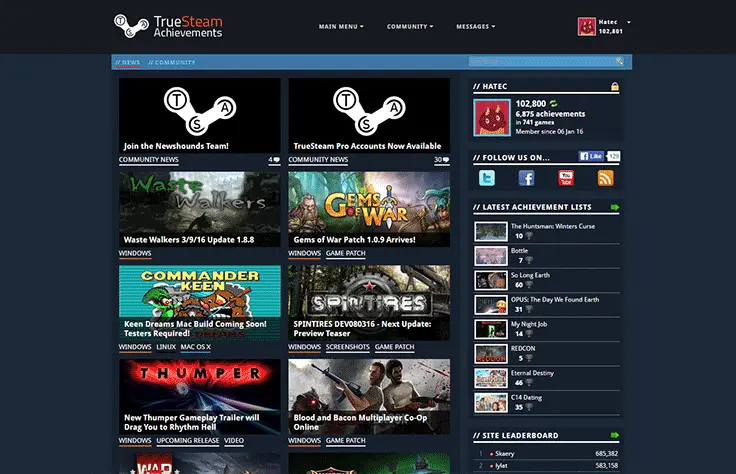 TrueSteam
Achievements
MAIN MENU
COMMUNITY
MESSAGES
Hatec
102,801
// NEWS
// COMMUNITY
TSA
Join the Newshounds Team!
COMMUNITY NEWS
4
TSA
TrueSteam Pro Accounts Now Available
COMMUNITY NEWS
30
Waste
Walkers
Waste Walkers 3/9/16 Update 1.8.8
WINDOWS
GEMS
OF WAR
Gems of War Patch 1.0.9 Arrives!
WINDOWS
GAME PATCH
COMMANDER
KEEN
Keen Dreams Mac Build Coming Soon!
Testers Required!
WINDOWS
LINUX
MAC OS X
SPINTIRES
SPINTIRES DEV080316 - Next Update:
Preview Teaser
WINDOWS
SCREENSHOTS
GAME PATCH
THUMPER
New Thumper Gameplay Trailer will
Drag You to Rhythm Hell
WINDOWS
UPCOMING RELEASE
VIDEO
Blood and Bacon Multiplayer Co-Op
Online
WINDOWS
GAME PATCH
WAR
// HATEC
102,800
6,875 achievements
in 741 games
Member since 06 Jan 16
// FOLLOW US ON...
Like
You
Tube
// LATEST ACHIEVEMENT LISTS
The Huntsman: Winters Curse
10
Bottle
7
So Long Earth
60
OPUS: The Day We Found Earth
31
My Night Job
14
REDCON
5
Eternal Destiny
46
C14 Dating
35
// SITE LEADERBOARD
1
Skaery
685,382
2
lylat
583,158